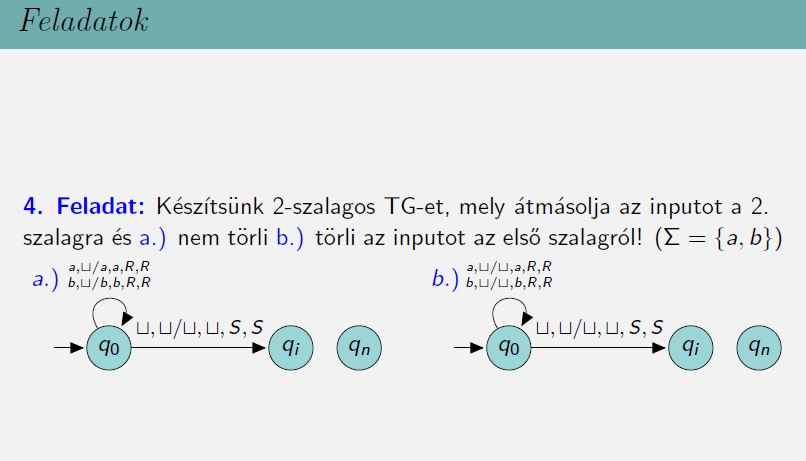 Feladatok
4. Feladat: Készítsünk 2-szalagos TG-et, mely átmásolja az inputot a 2.
szalagra és a.) nem törli b.) törli az inputot az első szalagról! (Σ = {a, b})
a.) a,⊔/a,a,R,R
b,⊔/b,b,R,R
⊔, ⊔/⊔, ⊔, S, S
q0 qi qn
b.) a,⊔/⊔,a,R,R
b,⊔/⊔,b,R,R
⊔, ⊔/⊔, ⊔, S, S
q0 qi qn